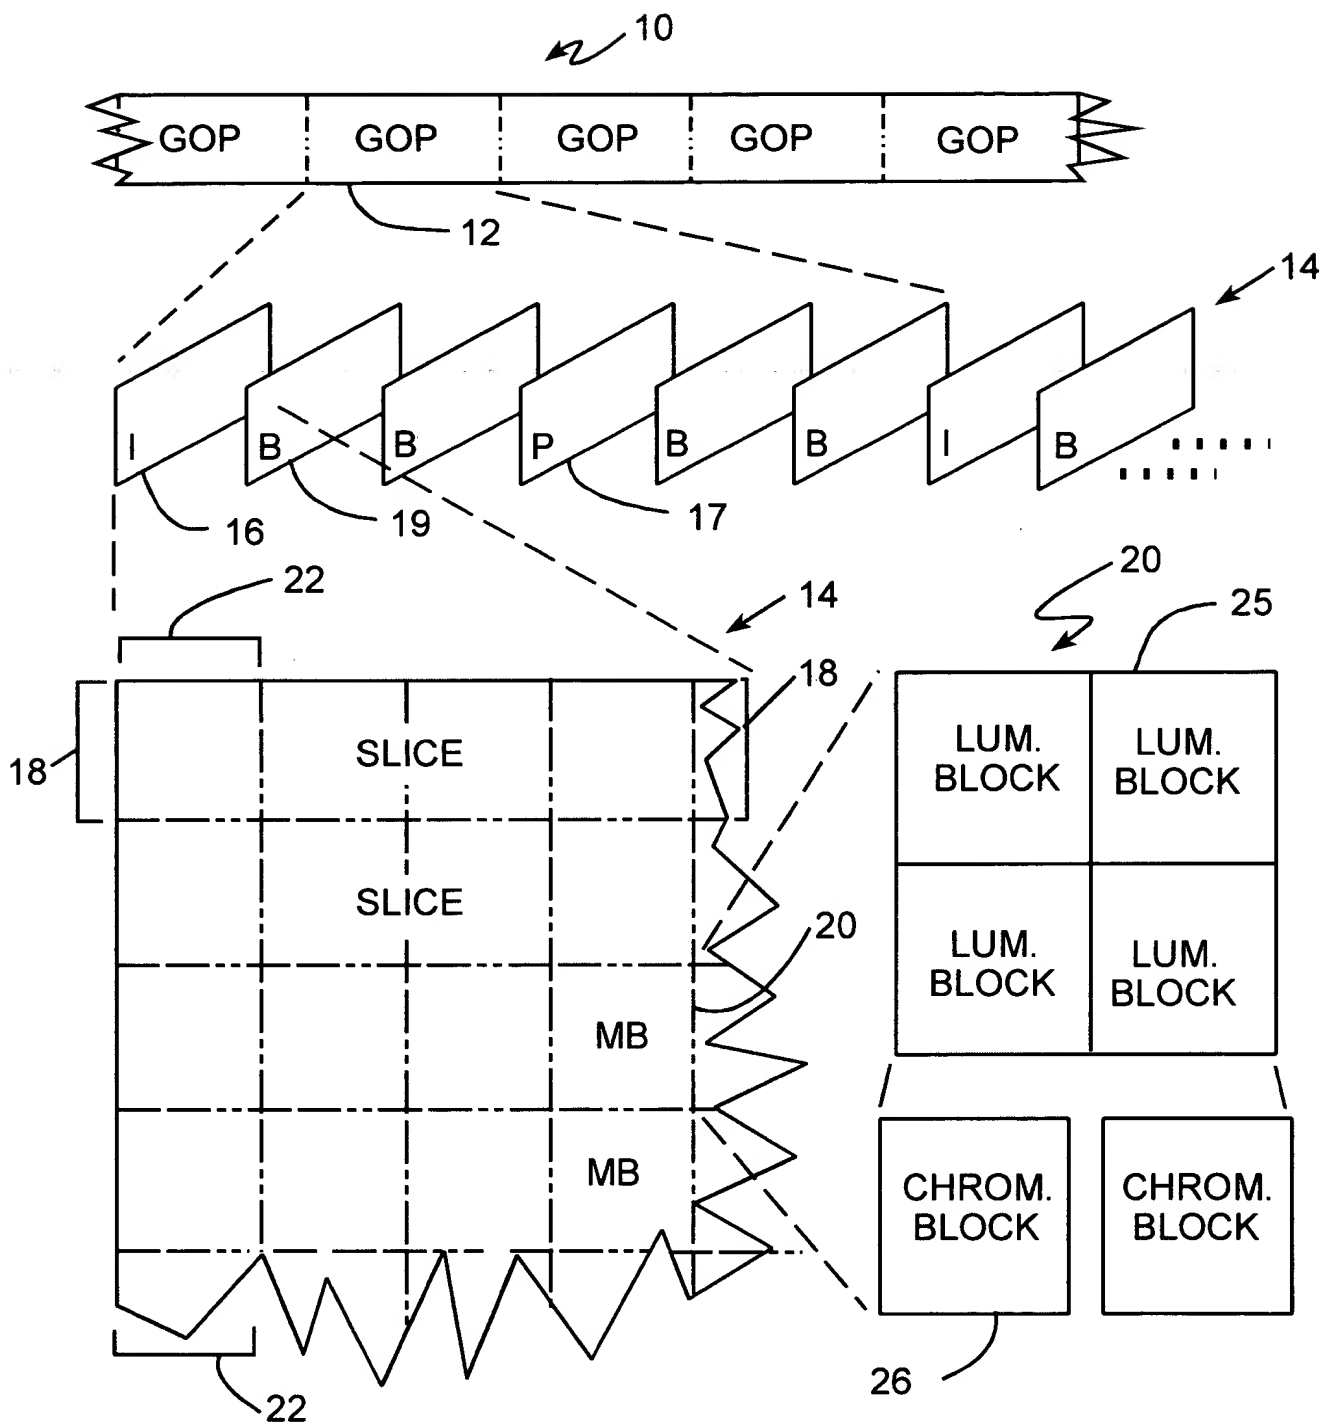 10
GOP GOP GOP GOP GOP
12
14
I B B P B B I B
16 19 17
20
22
25
14
18
18
SLICE
LUM.
BLOCK
LUM.
BLOCK
SLICE
20
LUM.
BLOCK
LUM.
BLOCK
MB
MB
CHROM.
BLOCK
CHROM.
BLOCK
26
22